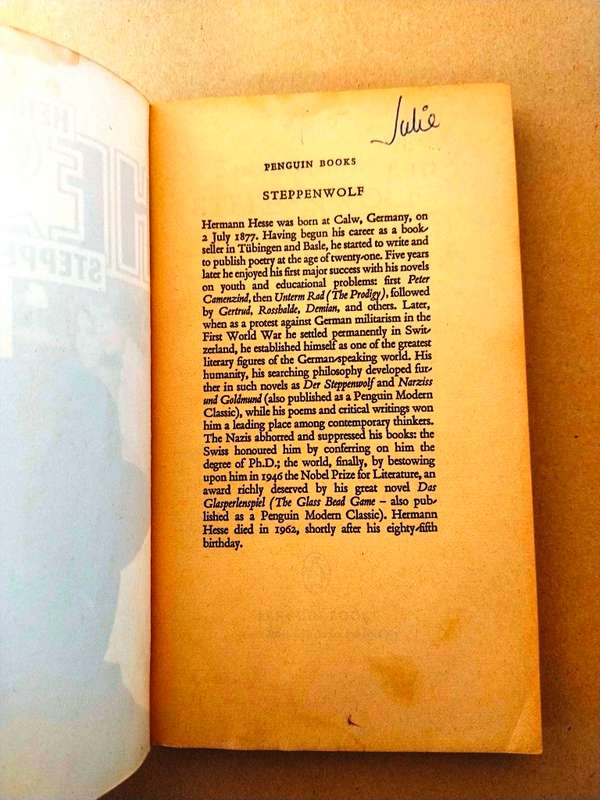 Julie
PENGUIN BOOKS
STEPPENWOLF
Hermann Hesse was born at Calw, Germany, on
2 July 1877. Having begun his career as a book-
seller in Tübingen and Basle, he started to write and
to publish poetry at the age of twenty-one. Five years
later he enjoyed his first major success with his novels
on youth and educational problems: first Peter
Camenzind, then Unterm Rad (The Prodigy), followed
by Gertrud, Rosshalde, Demian, and others. Later,
when as a protest against German militarism in the
First World War he settled permanently in Swit-
zerland, he established himself as one of the greatest
literary figures of the German-speaking world. His
humanity, his searching philosophy developed fur-
ther in such novels as Der Steppenwolf and Narziss
und Goldmund (also published as a Penguin Modern
Classic), while his poems and critical writings won
him a leading place among contemporary thinkers.
The Nazis abhorred and suppressed his books: the
Swiss honoured him by conferring on him the
degree of Ph.D.; the world, finally, by bestowing
upon him in 1946 the Nobel Prize for Literature, an
award richly deserved by his great novel Das
Glasperlenspiel (The Glass Bead Game – also pub-
lished as a Penguin Modern Classic). Hermann
Hesse died in 1962, shortly after his eighty-fifth
birthday.